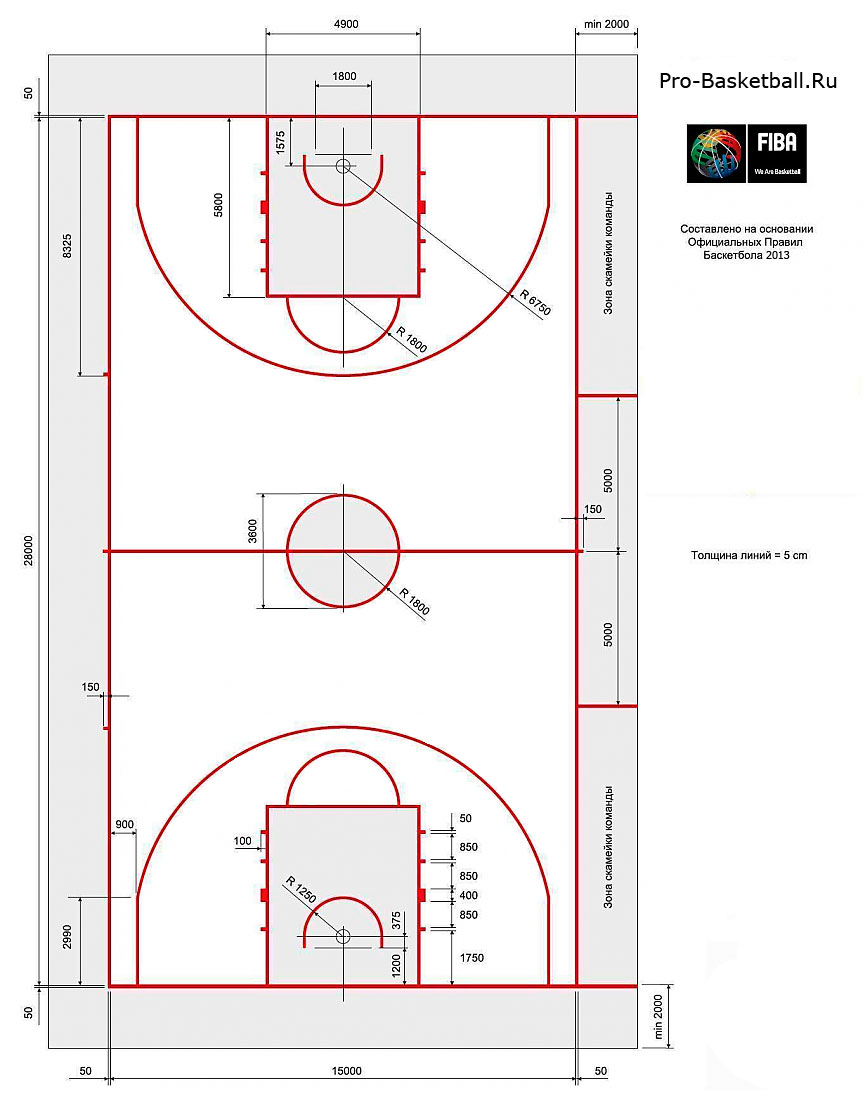 4900
min 2000
Pro-Basketball.Ru
1800
50
1575
FIBA
We Are Basketball
5800
8325
Зона скамейки команды
Составлено на основании
Официальных Правил
Баскетбола 2013
R 6750
R 1800
5000
150
3600
28000
Толщина линий = 5 cm
R 1800
5000
150
900
100
50
850
850
400
850
1750
Зона скамейки команды
R 1250
375
2990
1200
50
min 2000
50
15000
50